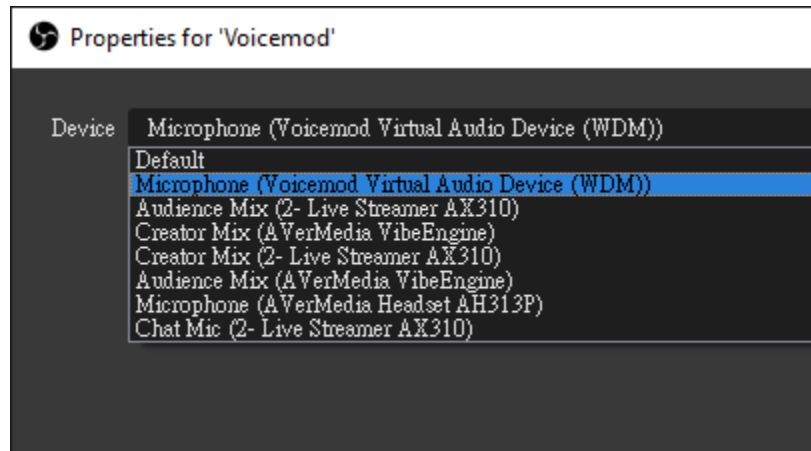 Properties for 'Voicemod'
Device Microphone (Voicemod Virtual Audio Device (WDM))
Default
Microphone (Voicemod Virtual Audio Device (WDM))
Audience Mix (2- Live Streamer AX310)
Creator Mix (AVerMedia VibeEngine)
Creator Mix (2- Live Streamer AX310)
Audience Mix (AVerMedia VibeEngine)
Microphone (AVerMedia Headset AH313P)
Chat Mic (2- Live Streamer AX310)